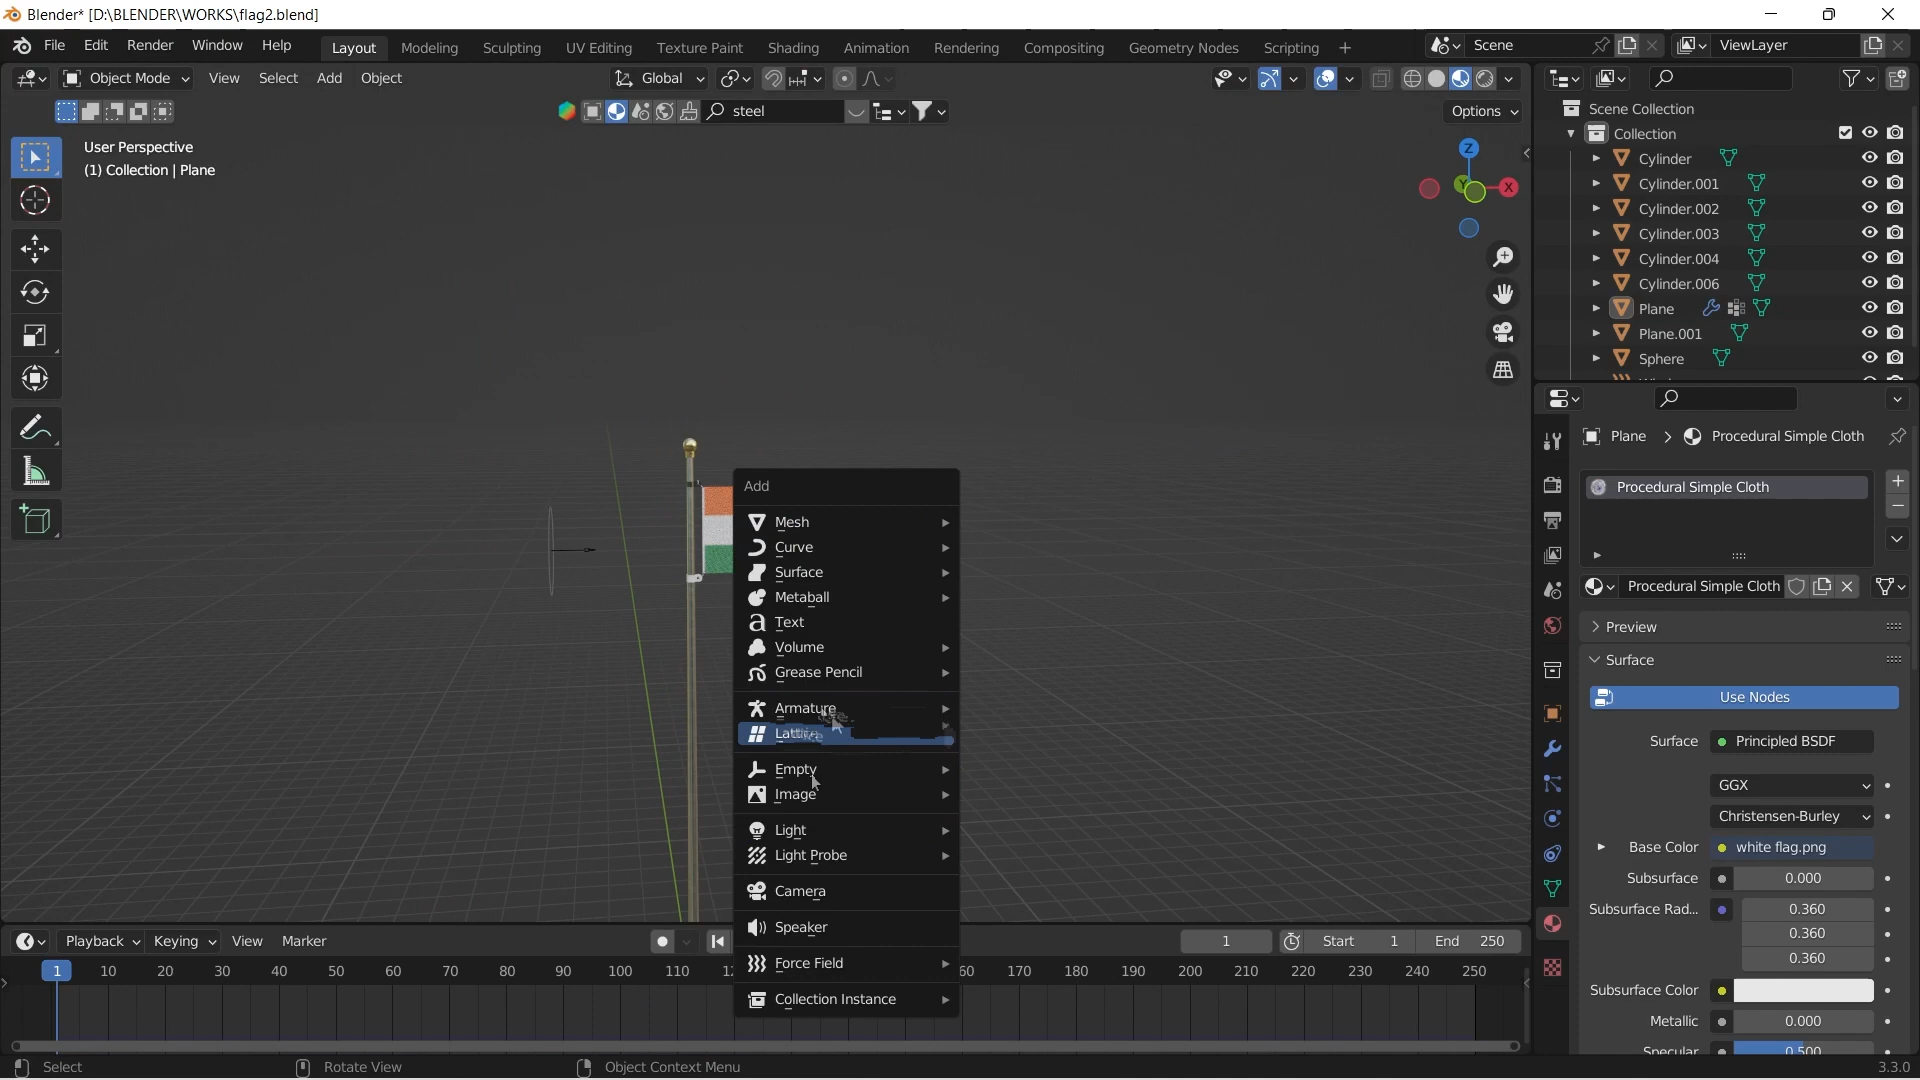 Blender* [D:\BLENDER\WORKS\flag2.blend]
File Edit Render Window Help Layout Modeling Sculpting UV Editing Texture Paint Shading Animation Rendering Compositing Geometry Nodes Scripting + Scene ViewLayer
Object Mode View Select Add Object Global
steel Options
User Perspective
(1) Collection | Plane
Z
Y
X
Scene Collection
Collection
Cylinder
Cylinder.001
Cylinder.002
Cylinder.003
Cylinder.004
Cylinder.006
Plane
Plane.001
Sphere
Plane > Procedural Simple Cloth
Procedural Simple Cloth
Procedural Simple Cloth
Preview
Surface
Use Nodes
Surface Principled BSDF
GGX
Christensen-Burley
Base Color white flag.png
Subsurface 0.000
Subsurface Rad... 0.360
0.360
0.360
Subsurface Color
Metallic 0.000
Specular 0.500
Add
Mesh
Curve
Surface
Metaball
Text
Volume
Grease Pencil
Armature
Lattice
Empty
Image
Light
Light Probe
Camera
Speaker
Force Field
Collection Instance
Playback Keying View Marker 1 Start 1 End 250
1 10 20 30 40 50 60 70 80 90 100 110 12 60 170 180 190 200 210 220 230 240 250
Select Rotate View Object Context Menu 3.3.0